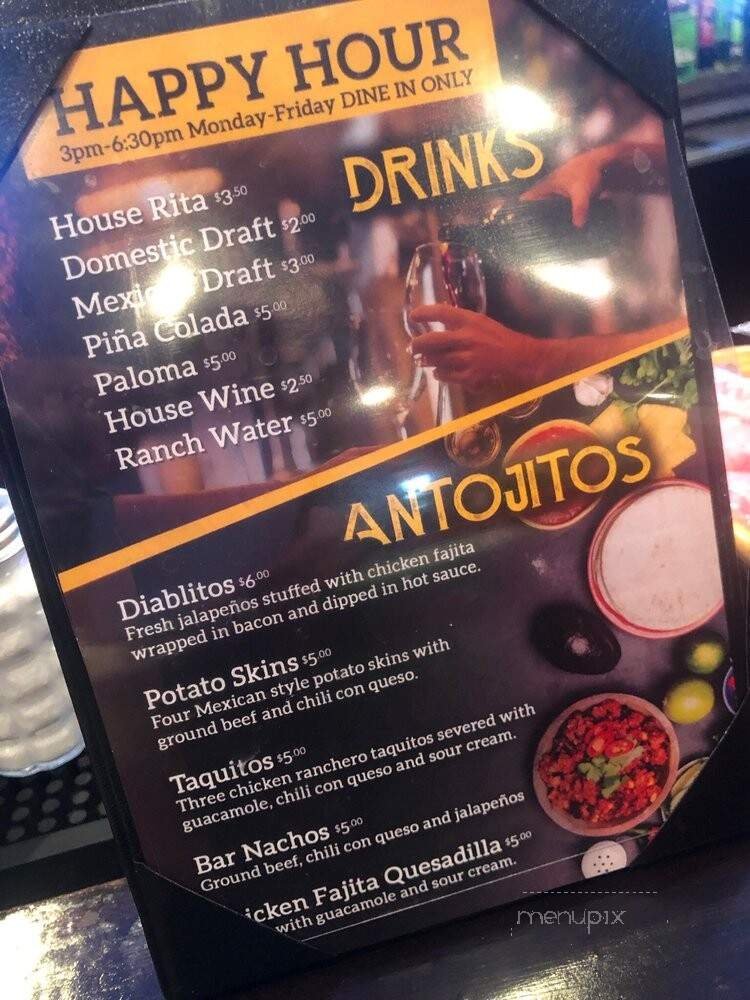 HAPPY HOUR
3pm-6:30pm Monday-Friday DINE IN ONLY
DRINKS
House Rita $3.50
Domestic Draft $2.00
Mexi Draft $3.00
Piña Colada $5.00
Paloma $5.00
House Wine $2.50
Ranch Water $5.00
ANTOJITOS
Diablitos $6.00
Fresh jalapeños stuffed with chicken fajita
wrapped in bacon and dipped in hot sauce.
Potato Skins $5.00
Four Mexican style potato skins with
ground beef and chili con queso.
Taquitos $5.00
Three chicken ranchero taquitos severed with
guacamole, chili con queso and sour cream.
Bar Nachos $5.00
Ground beef, chili con queso and jalapeños
icken Fajita Quesadilla $5.00
with guacamole and sour cream.
menupix